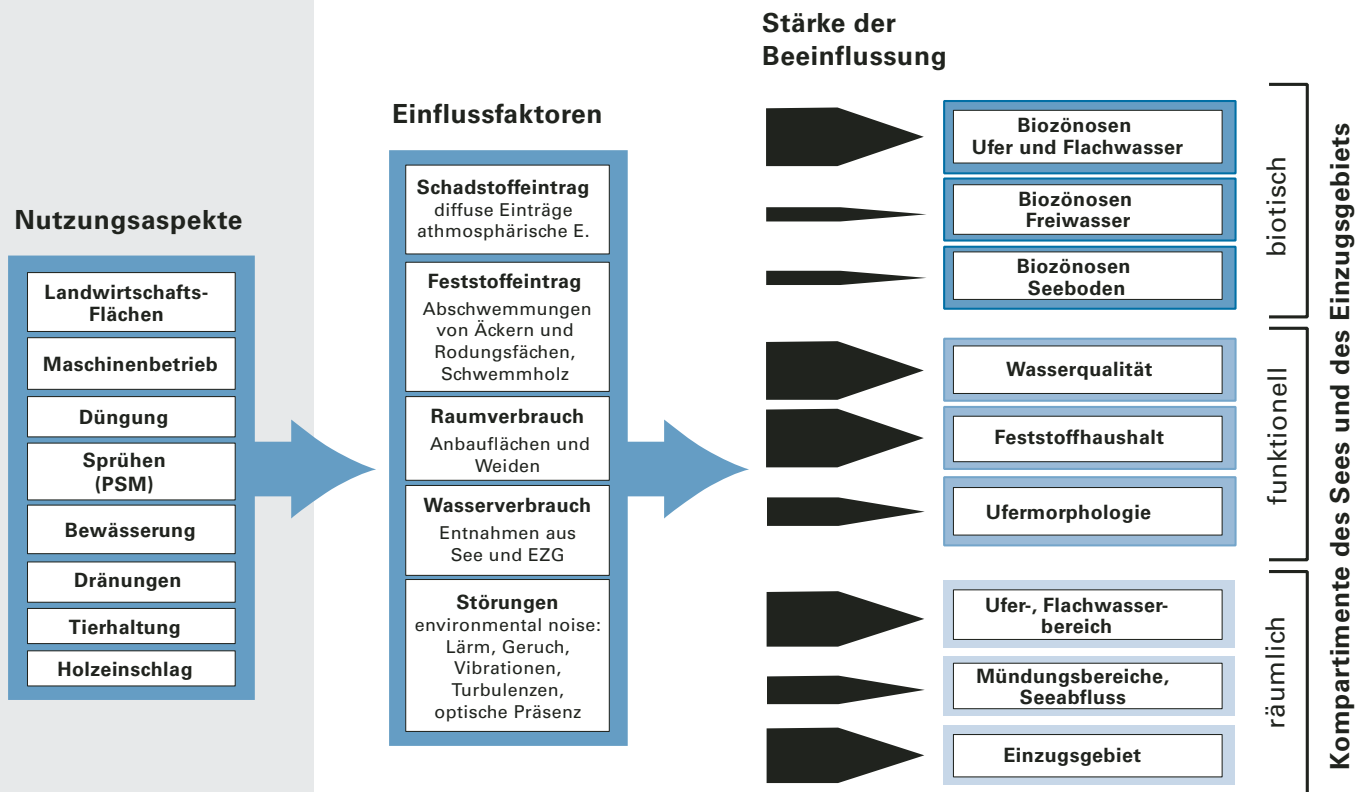 Nutzungsaspekte
Landwirtschafts-
Flächen
Maschinenbetrieb
Düngung
Sprühen
(PSM)
Bewässerung
Dränungen
Tierhaltung
Holzeinschlag
Einflussfaktoren
Schadstoffeintrag
diffuse Einträge
athmosphärische E.
Feststoffeintrag
Abschwemmungen
von Äckern und
Rodungsfächen,
Schwemmholz
Raumverbrauch
Anbauflächen und
Weiden
Wasserverbrauch
Entnahmen aus
See und EZG
Störungen
environmental noise:
Lärm, Geruch,
Vibrationen,
Turbulenzen,
optische Präsenz
Stärke der
Beeinflussung
Biozönosen
Ufer und Flachwasser
Biozönosen
Freiwasser
Biozönosen
Seeboden
biotisch
Wasserqualität
Feststoffhaushalt
Ufermorphologie
funktionell
Ufer-, Flachwasser-
bereich
Mündungsbereiche,
Seeabfluss
Einzugsgebiet
räumlich
Kompartimente des Sees und des Einzugsgebiets